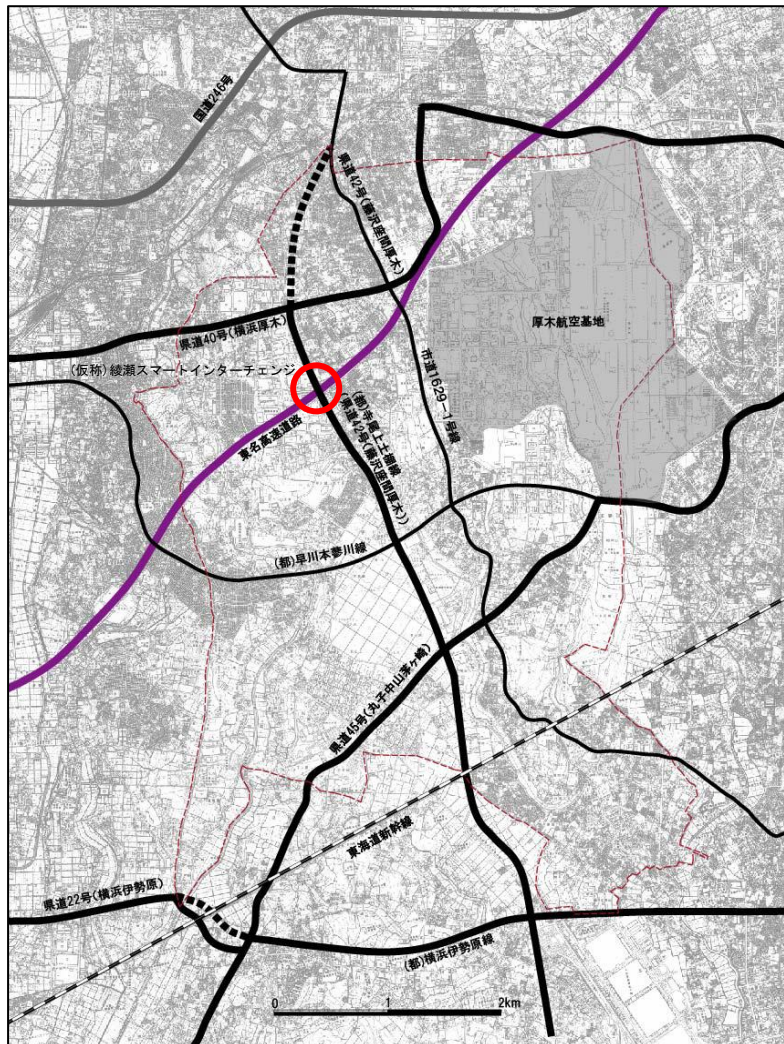 国道246号
県道42号(藤沢座間厚木)
厚木航空基地
県道40号(横浜厚木)
(仮称)綾瀬スマートインターチェンジ
市道1629－1号線
東名高速道路
(都)寺尾上土棚線
(県道42号(藤沢座間厚木))
(都)早川本蓼川線
県道45号(丸子中山茅ヶ崎)
東海道新幹線
県道22号(横浜伊勢原)
(都)横浜伊勢原線
0 1 2km